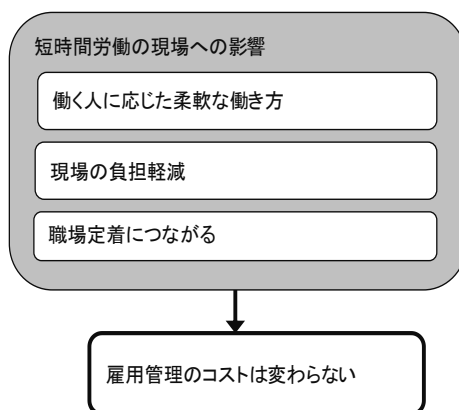 短時間労働の現場への影響
働く人に応じた柔軟な働き方
現場の負担軽減
職場定着につながる
雇用管理のコストは変わらない